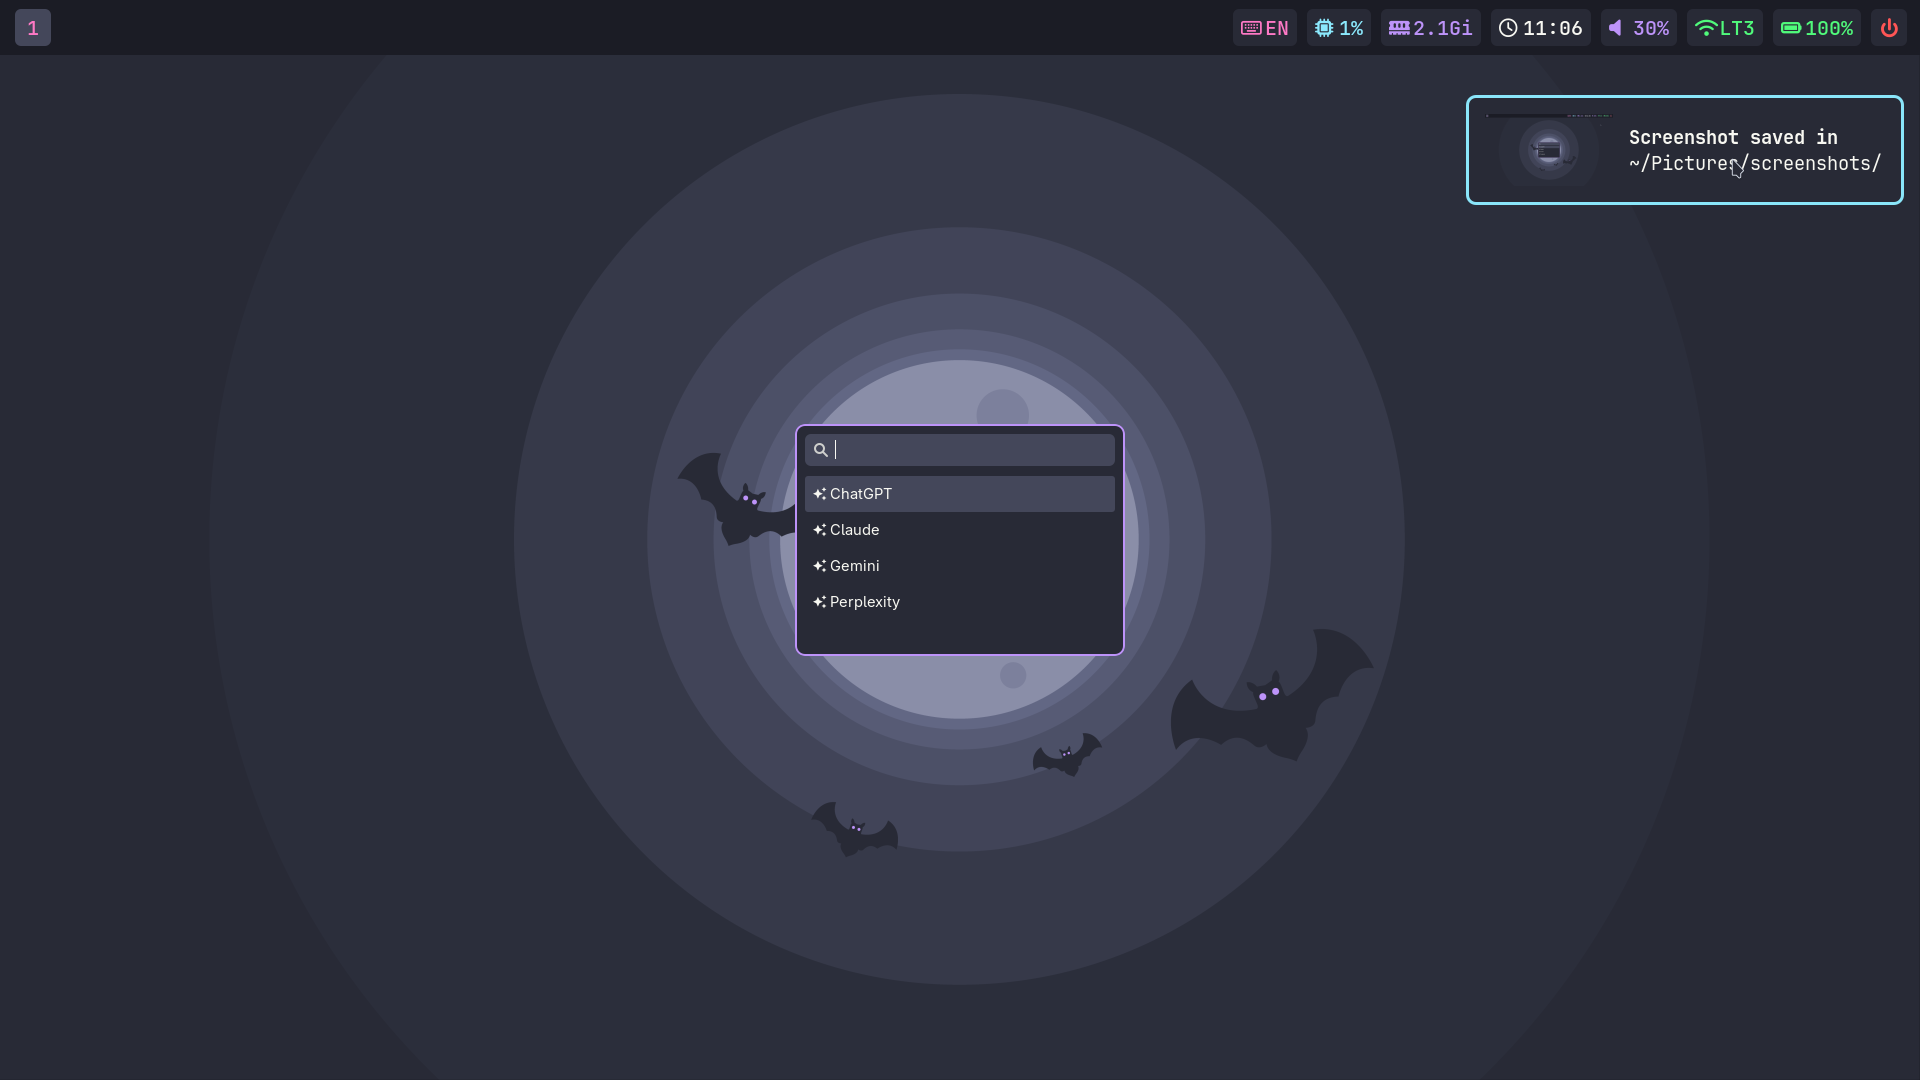 1
EN
1%
2.1Gi
11:06
30%
LT3
100%
Screenshot saved in
~/Pictures/screenshots/
ChatGPT
Claude
Gemini
Perplexity